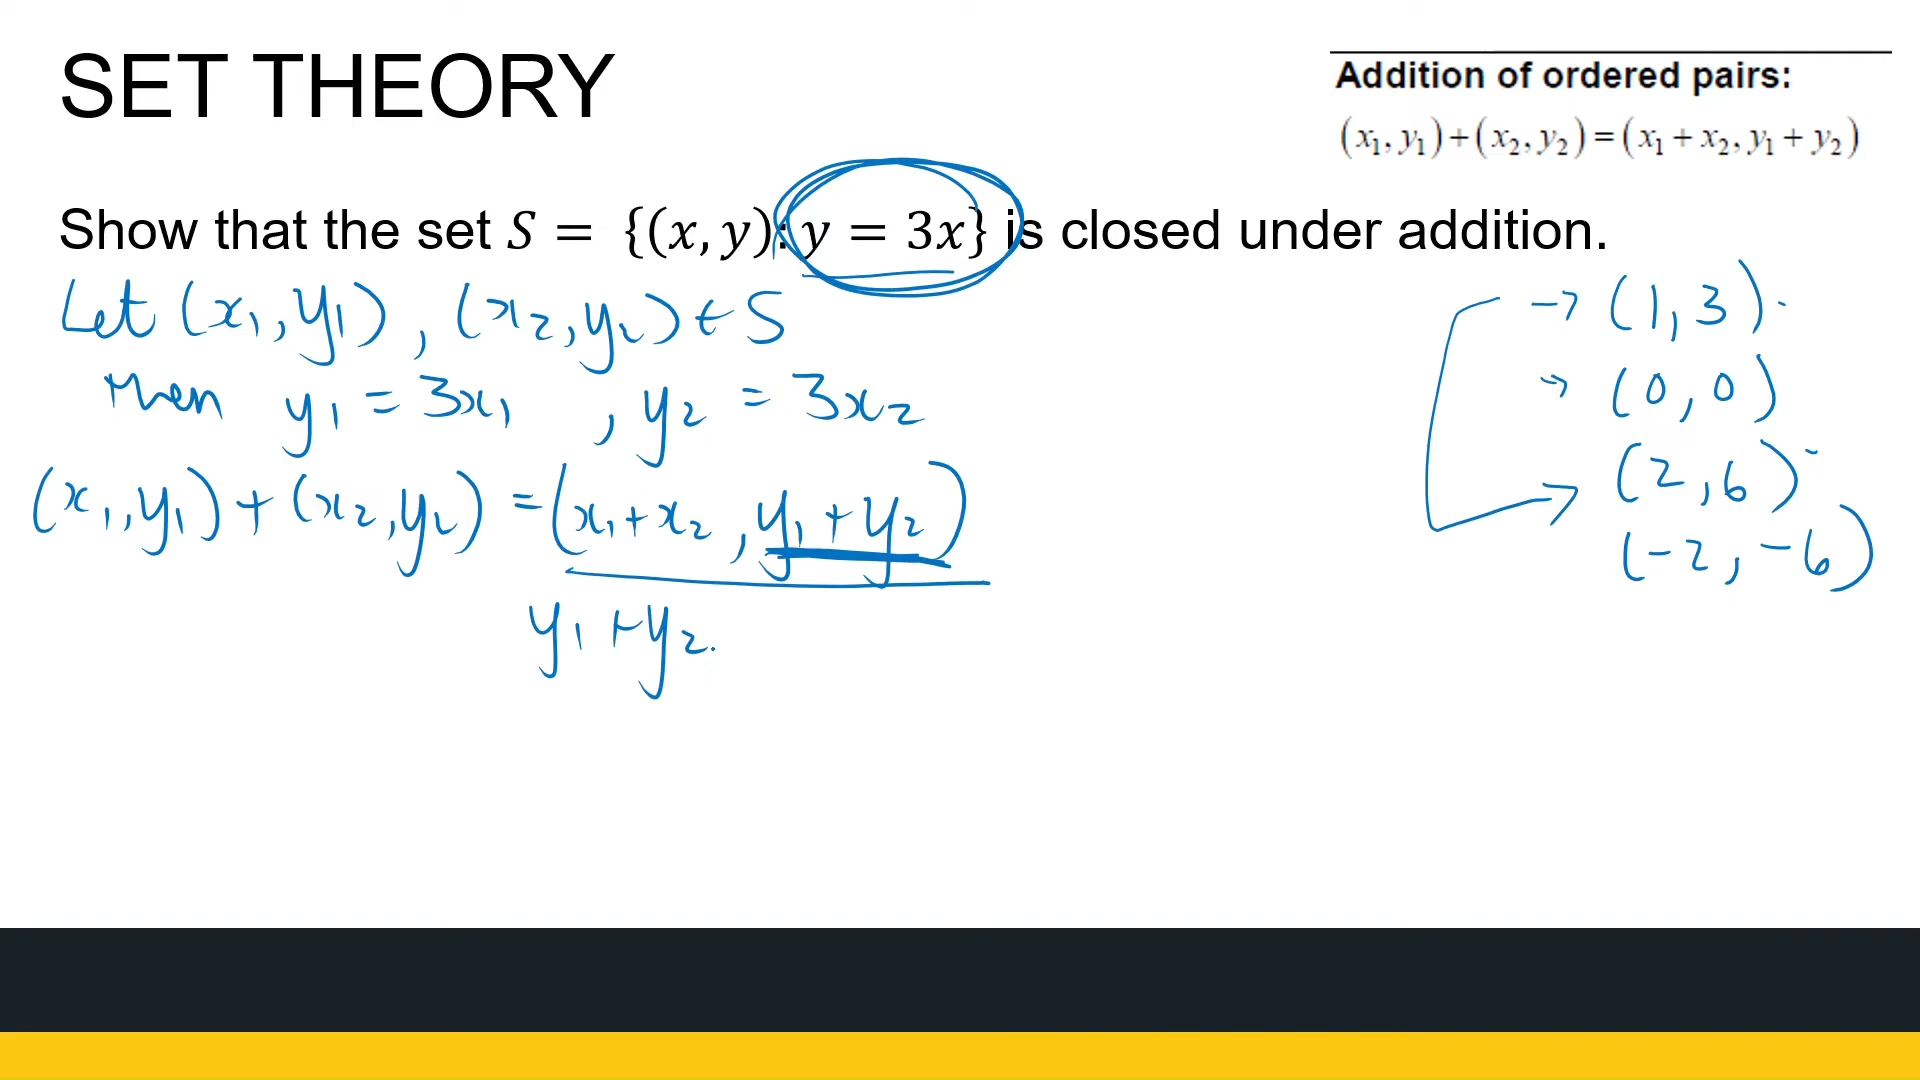 SET THEORY
Addition of ordered pairs:
(x₁, y₁) + (x₂, y₂) = (x₁ + x₂, y₁ + y₂)
Show that the set S = {(x, y): y = 3x} is closed under addition.
Let (x₁, y₁), (x₂, y₂) ∈ S
then y₁ = 3x₁, y₂ = 3x₂
(x₁, y₁) + (x₂, y₂) = (x₁ + x₂, y₁ + y₂)
y₁ + y₂
→ (1, 3)
→ (0, 0)
→ (2, 6)
(-2, -6)